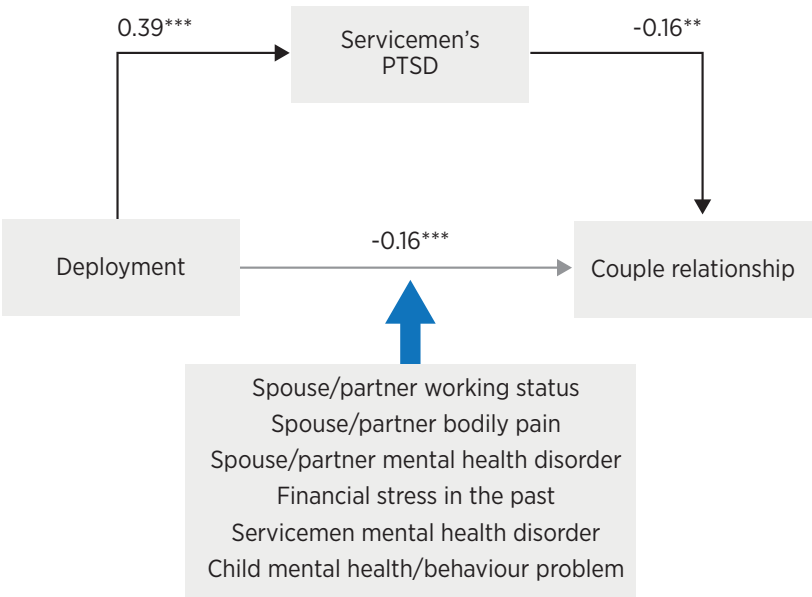 0.39***
Servicemen's
PTSD
-0.16**
Deployment
-0.16***
Couple relationship
Spouse/partner working status
Spouse/partner bodily pain
Spouse/partner mental health disorder
Financial stress in the past
Servicemen mental health disorder
Child mental health/behaviour problem